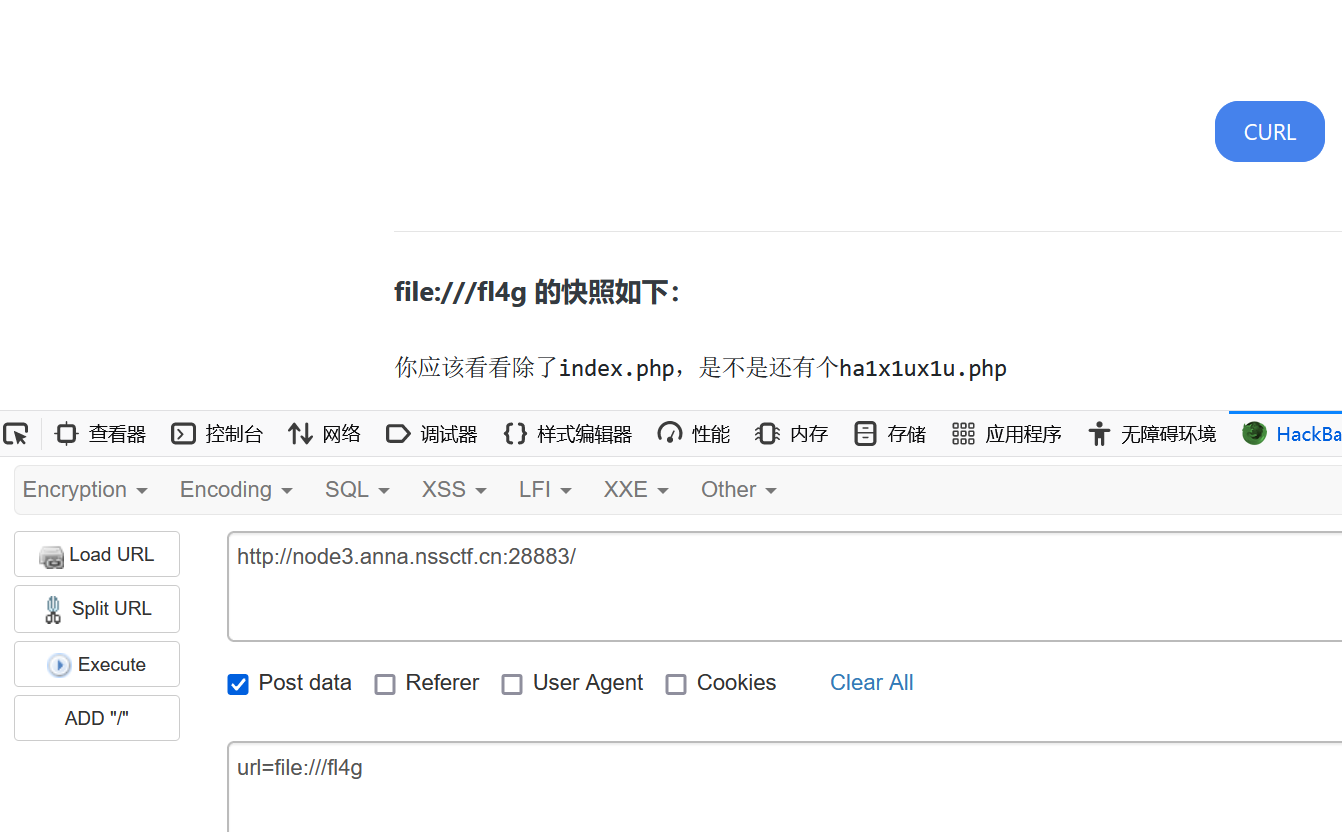 CURL
file:///fl4g 的快照如下：
你应该看看除了index.php，是不是还有个ha1x1ux1u.php
查看器 控制台 网络 调试器 样式编辑器 性能 内存 存储 应用程序 无障碍环境 HackBa
Encryption Encoding SQL XSS LFI XXE Other
Load URL
http://node3.anna.nssctf.cn:28883/
Split URL
Execute
Post data Referer User Agent Cookies Clear All
ADD "/"
url=file:///fl4g